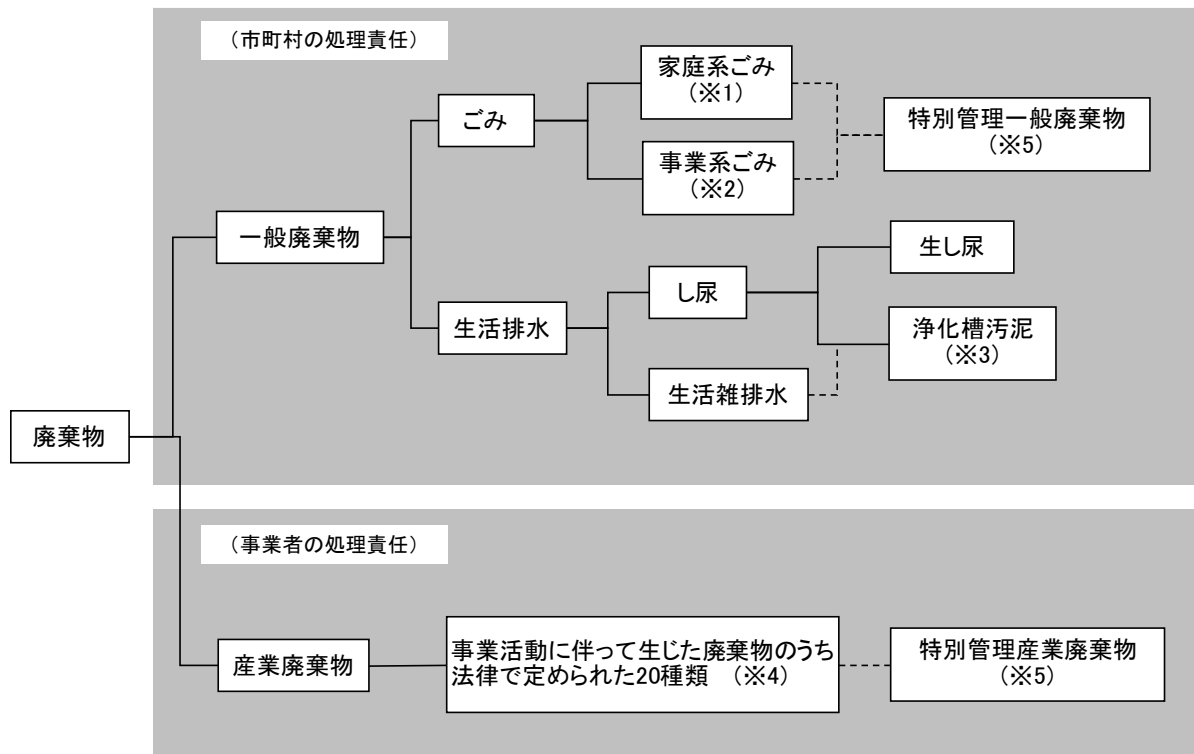 （市町村の処理責任）
家庭系ごみ
（※1）
ごみ
特別管理一般廃棄物
（※5）
事業系ごみ
（※2）
一般廃棄物
生し尿
し尿
生活排水
浄化槽汚泥
（※3）
生活雑排水
廃棄物
（事業者の処理責任）
産業廃棄物
事業活動に伴って生じた廃棄物のうち
法律で定められた20種類　（※4）
特別管理産業廃棄物
（※5）